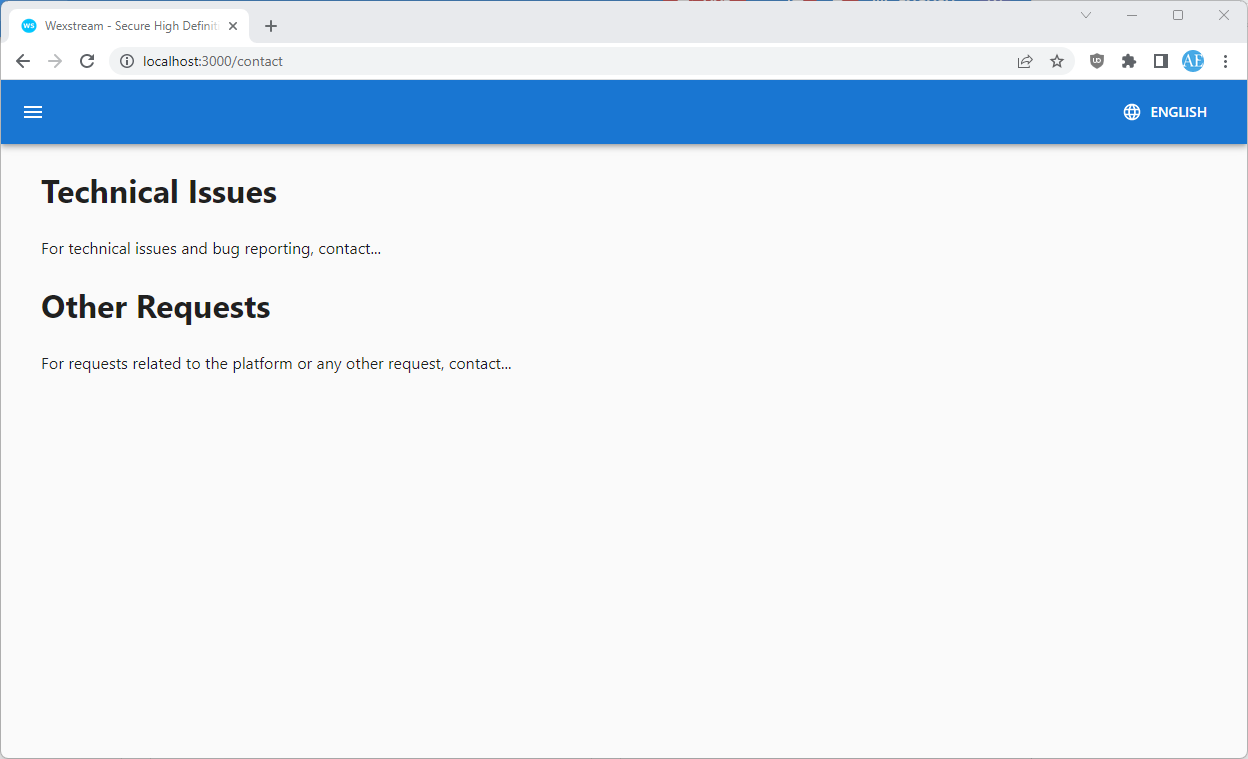 WS Wexstream - Secure High Definit
localhost:3000/contact
UO
AE
ENGLISH
Technical Issues
For technical issues and bug reporting, contact...
Other Requests
For requests related to the platform or any other request, contact...